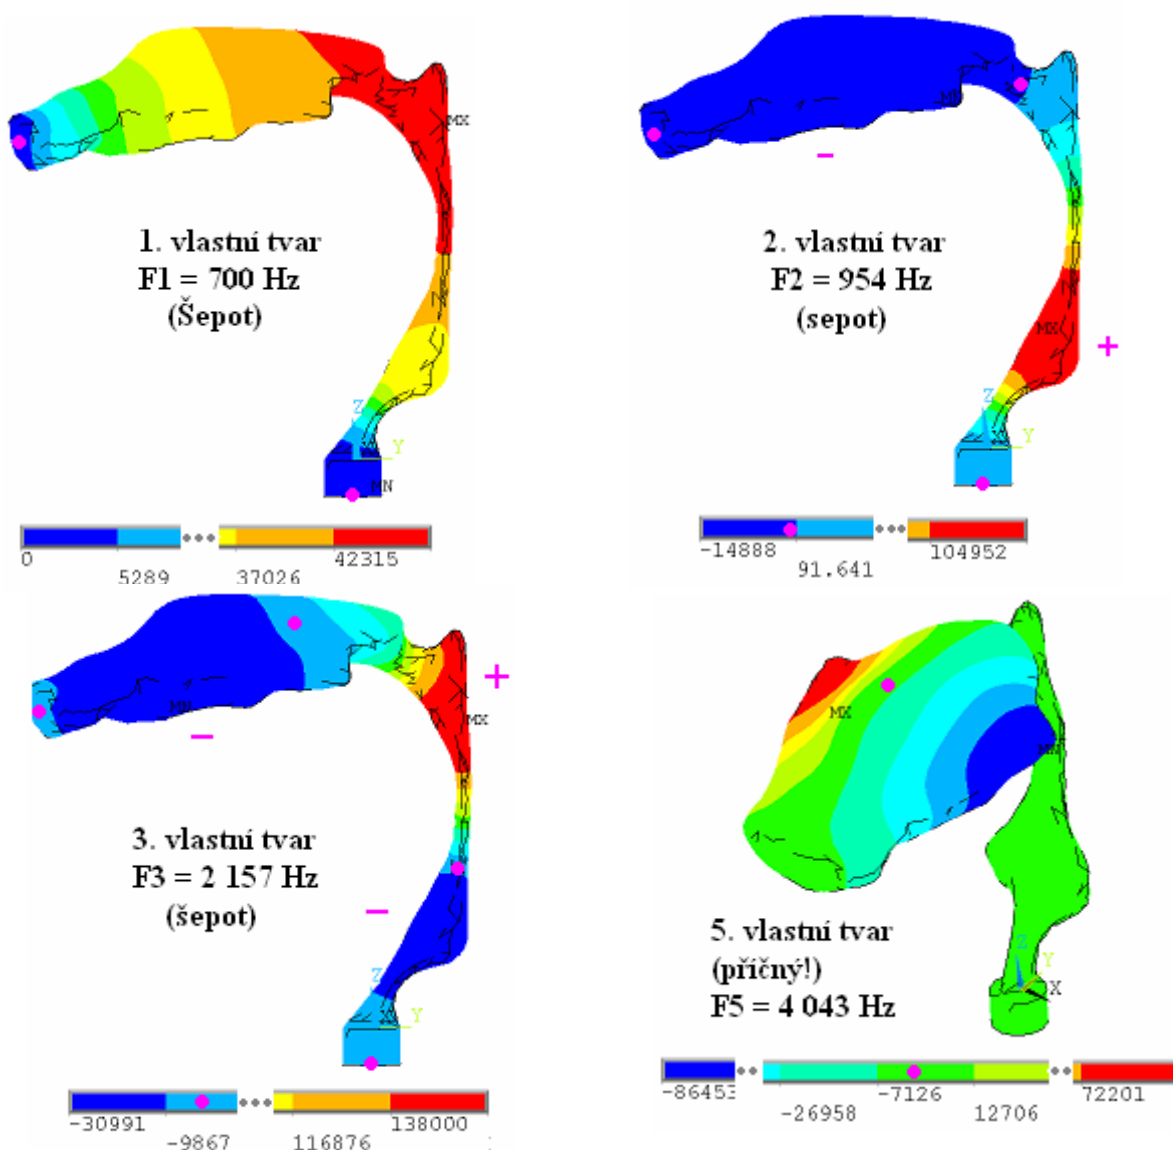 MX
1. vlastní tvar
F1 = 700 Hz
(Šepot)
Z
Y
MN
0
5289
37026
42315
MN
2. vlastní tvar
F2 = 954 Hz
(sepot)
MX
Z
Y
-14888
91.641
104952
MN
MX
3. vlastní tvar
F3 = 2 157 Hz
(šepot)
Z
Y
-30991
-9867
116876
138000
MX
MN
5. vlastní tvar
(příčný!)
F5 = 4 043 Hz
Z
Y
X
-86453
-26958
-7126
12706
72201